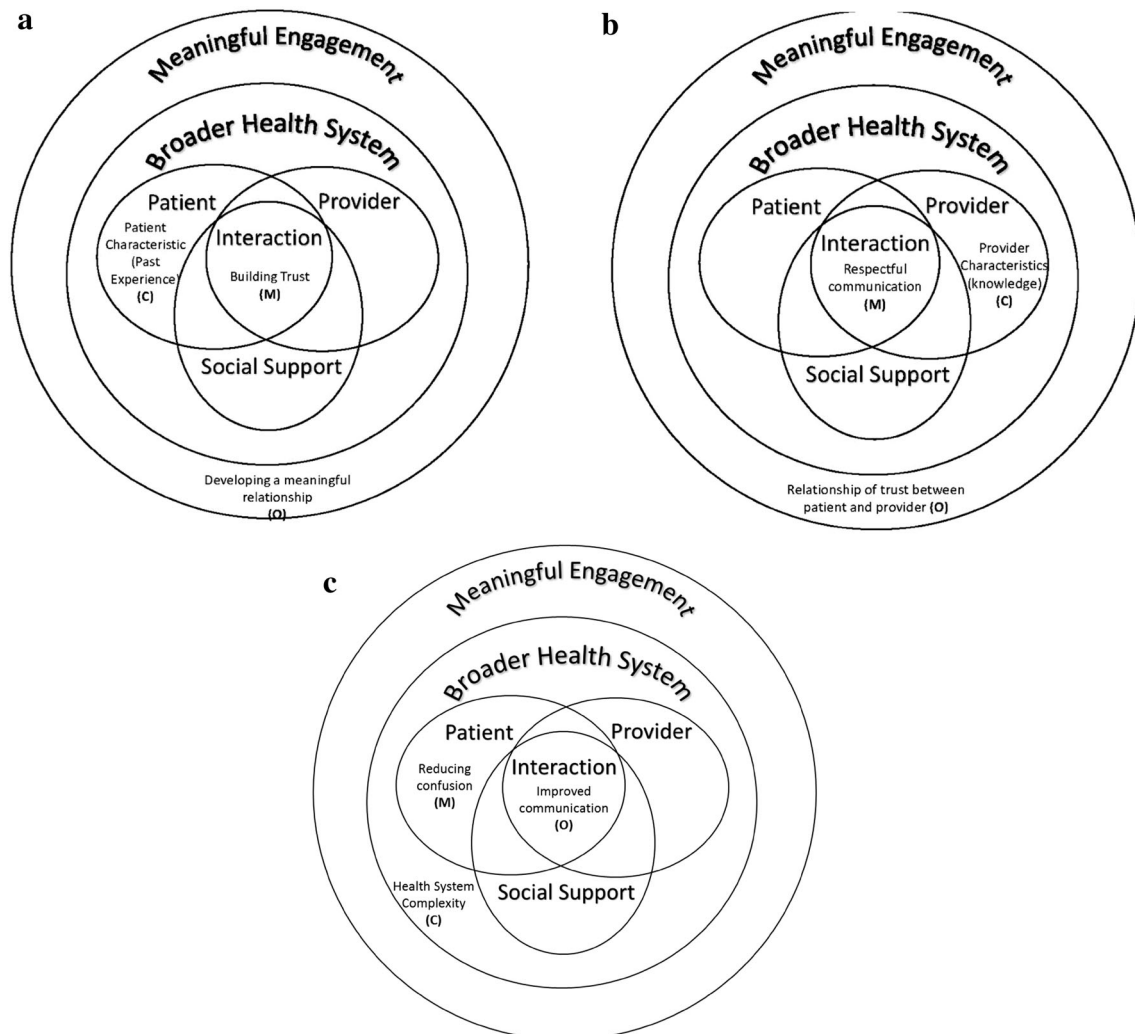 a
Meaningful Engagement
Broader Health System
Patient
Provider
Patient
Characteristic
(Past
Experience)
(C)
Interaction
Building Trust
(M)
Social Support
Developing a meaningful
relationship
(O)
b
Meaningful Engagement
Broader Health System
Patient
Provider
Interaction
Respectful
communication
(M)
Provider
Characteristics
(knowledge)
(C)
Social Support
Relationship of trust between
patient and provider (O)
c
Meaningful Engagement
Broader Health System
Patient
Provider
Reducing
confusion
(M)
Interaction
Improved
communication
(O)
Health System
Complexity
(C)
Social Support